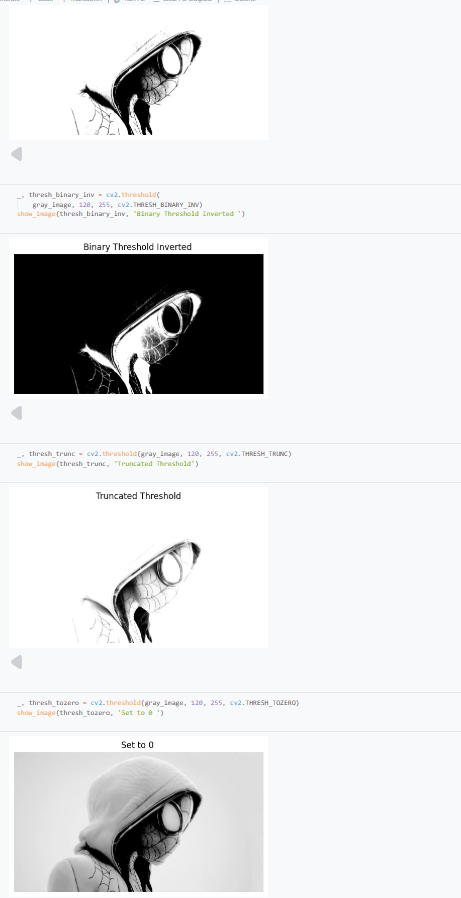 _, thresh_binary_inv = cv2.threshold(
gray_image, 120, 255, cv2.THRESH_BINARY_INV)
show_image(thresh_binary_inv, 'Binary Threshold Inverted ')
Binary Threshold Inverted
_, thresh_trunc = cv2.threshold(gray_image, 120, 255, cv2.THRESH_TRUNC)
show_image(thresh_trunc, 'Truncated Threshold')
Truncated Threshold
_, thresh_tozero = cv2.threshold(gray_image, 120, 255, cv2.THRESH_TOZERO)
show_image(thresh_tozero, 'Set to 0 ')
Set to 0